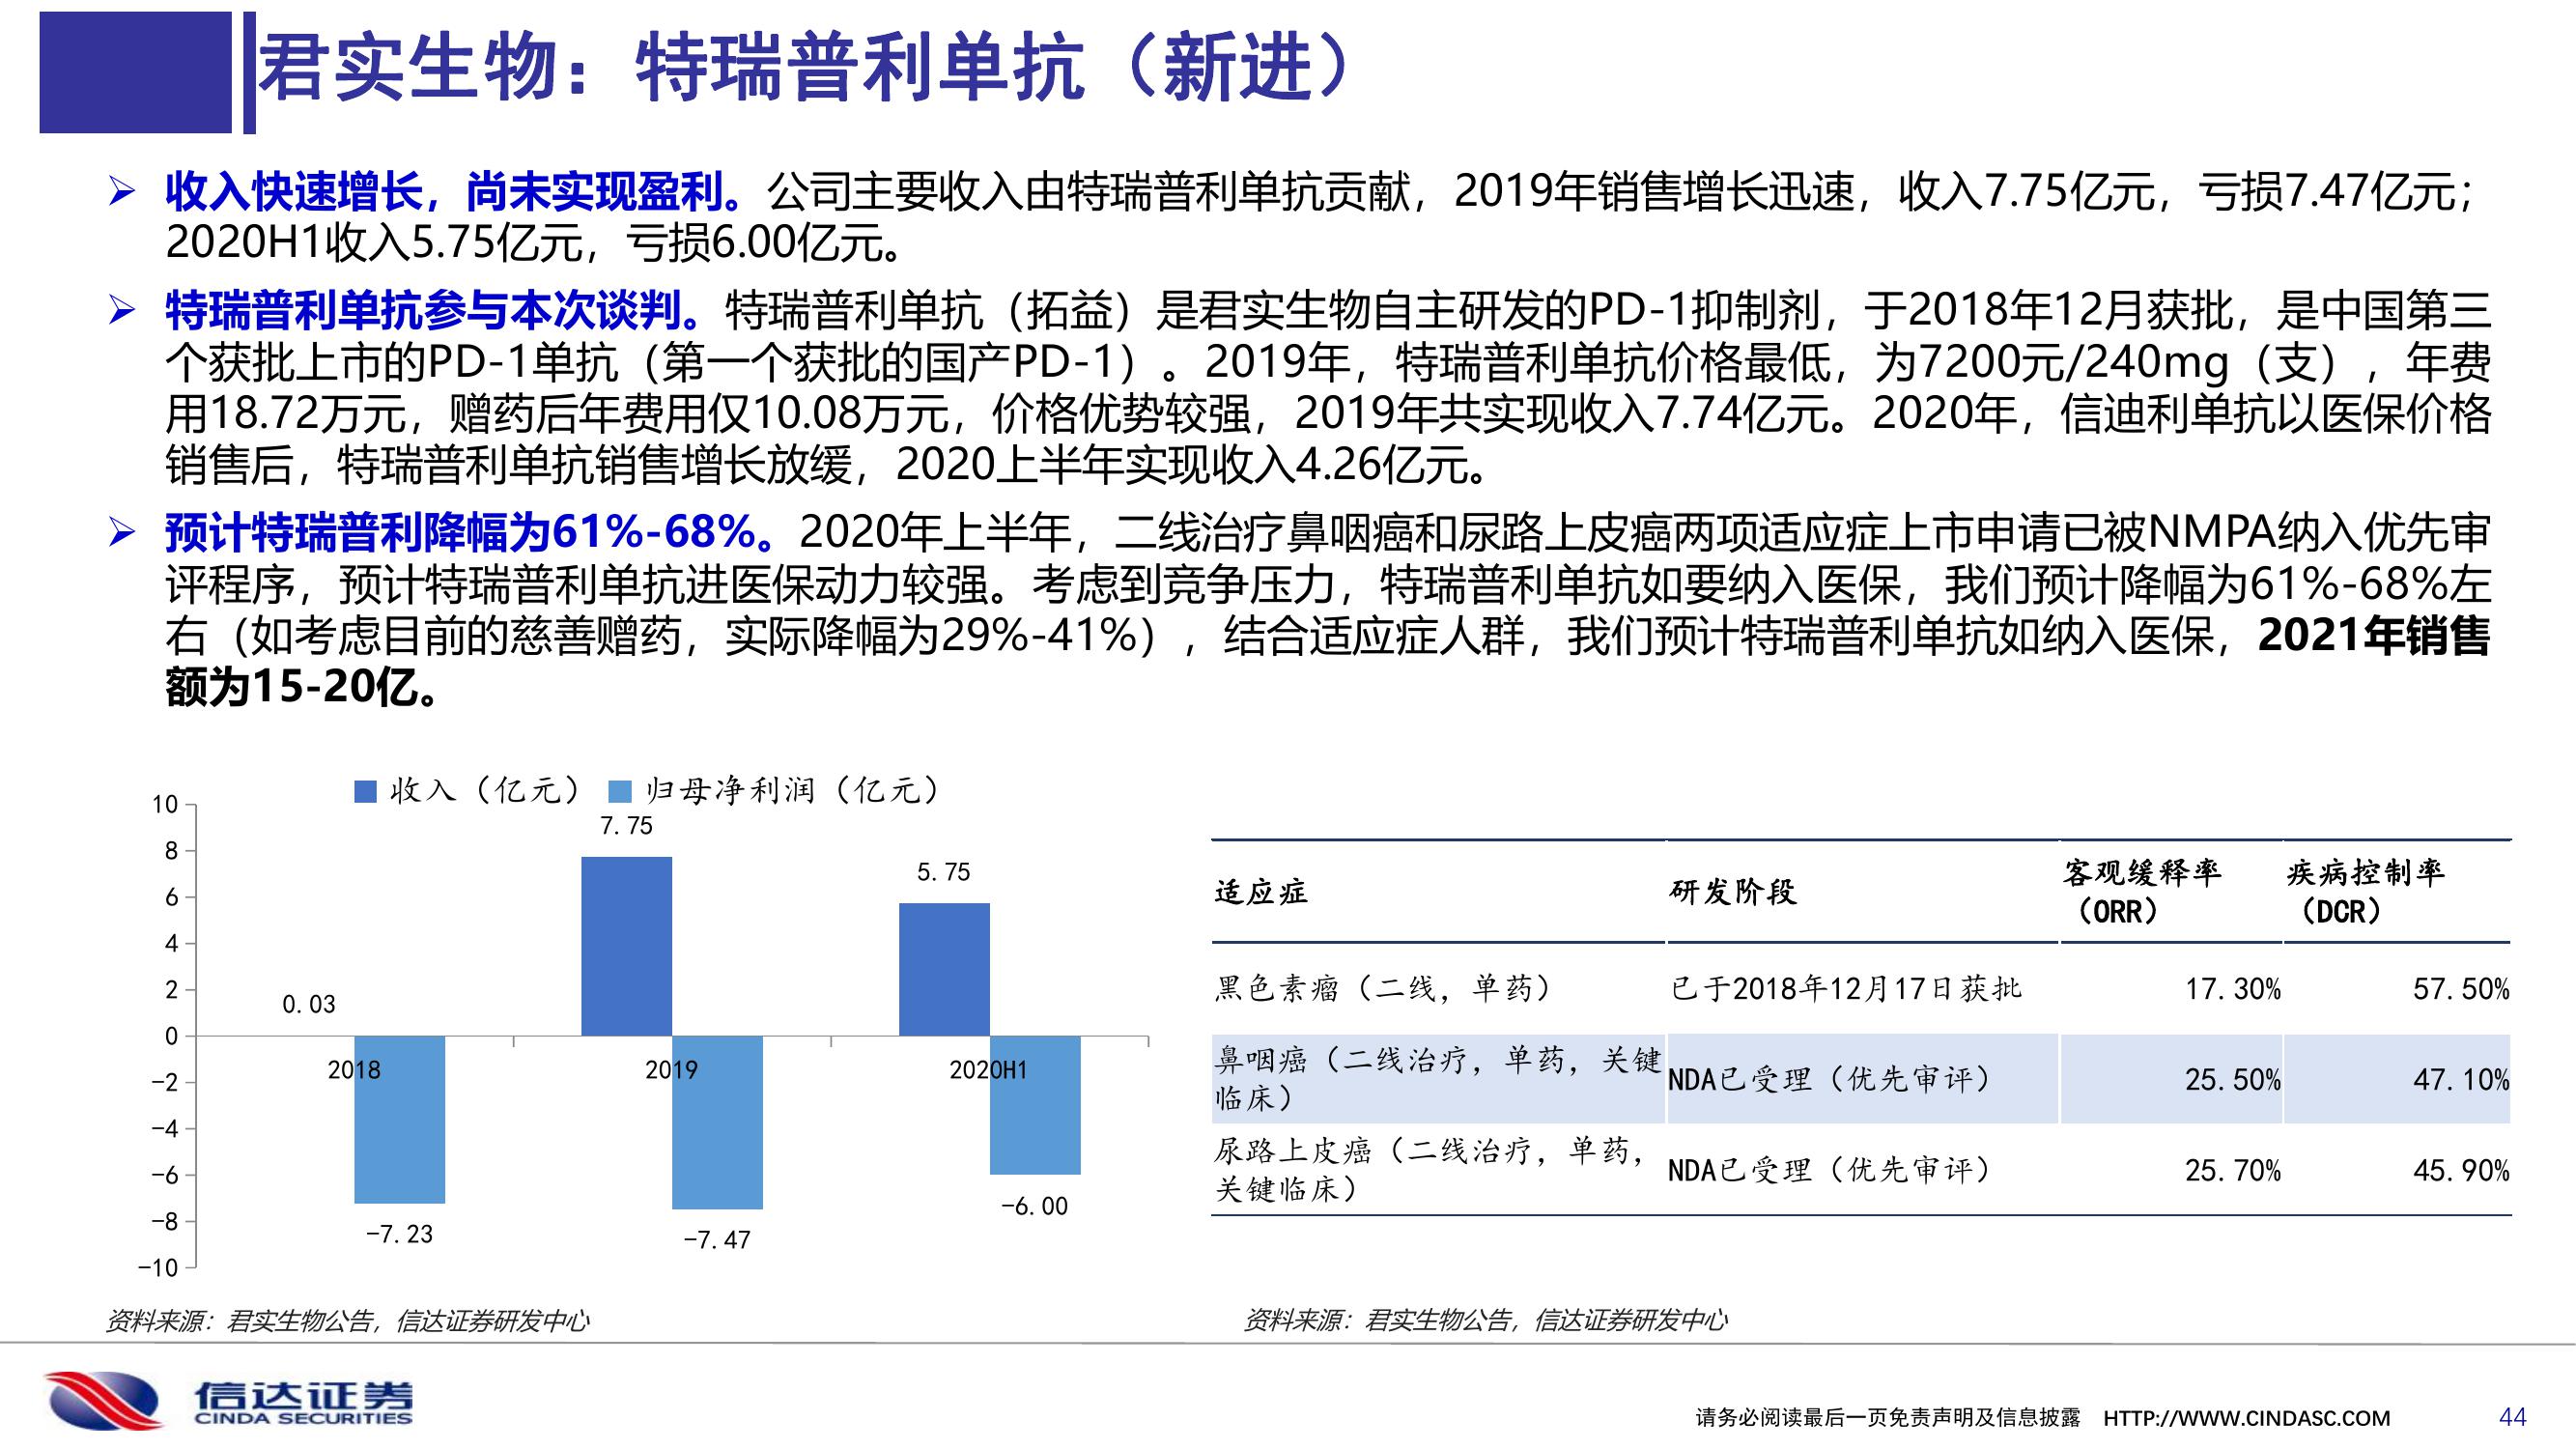 君实生物：特瑞普利单抗（新进）
➢ 收入快速增长，尚未实现盈利。公司主要收入由特瑞普利单抗贡献，2019年销售增长迅速，收入7.75亿元，亏损7.47亿元；
2020H1收入5.75亿元，亏损6.00亿元。
➢ 特瑞普利单抗参与本次谈判。特瑞普利单抗（拓益）是君实生物自主研发的PD-1抑制剂，于2018年12月获批，是中国第三
个获批上市的PD-1单抗（第一个获批的国产PD-1）。2019年，特瑞普利单抗价格最低，为7200元/240mg（支），年费
用18.72万元，赠药后年费用仅10.08万元，价格优势较强，2019年共实现收入7.74亿元。2020年，信迪利单抗以医保价格
销售后，特瑞普利单抗销售增长放缓，2020上半年实现收入4.26亿元。
➢ 预计特瑞普利降幅为61%-68%。2020年上半年，二线治疗鼻咽癌和尿路上皮癌两项适应症上市申请已被NMPA纳入优先审
评程序，预计特瑞普利单抗进医保动力较强。考虑到竞争压力，特瑞普利单抗如要纳入医保，我们预计降幅为61%-68%左
右（如考虑目前的慈善赠药，实际降幅为29%-41%），结合适应症人群，我们预计特瑞普利单抗如纳入医保，2021年销售
额为15-20亿。
收入（亿元） 归母净利润（亿元）
10
8
6
4
2
0
-2
-4
-6
-8
-10
0.03
7.75
5.75
2018
2019
2020H1
-7.23
-7.47
-6.00
适应症 研发阶段 客观缓释率（ORR） 疾病控制率（DCR）
黑色素瘤（二线，单药） 已于2018年12月17日获批 17.30% 57.50%
鼻咽癌（二线治疗，单药，关键临床） NDA已受理（优先审评） 25.50% 47.10%
尿路上皮癌（二线治疗，单药，关键临床） NDA已受理（优先审评） 25.70% 45.90%
资料来源：君实生物公告，信达证券研发中心
资料来源：君实生物公告，信达证券研发中心
信达证券
CINDA SECURITIES
请务必阅读最后一页免责声明及信息披露 HTTP://WWW.CINDASC.COM 44